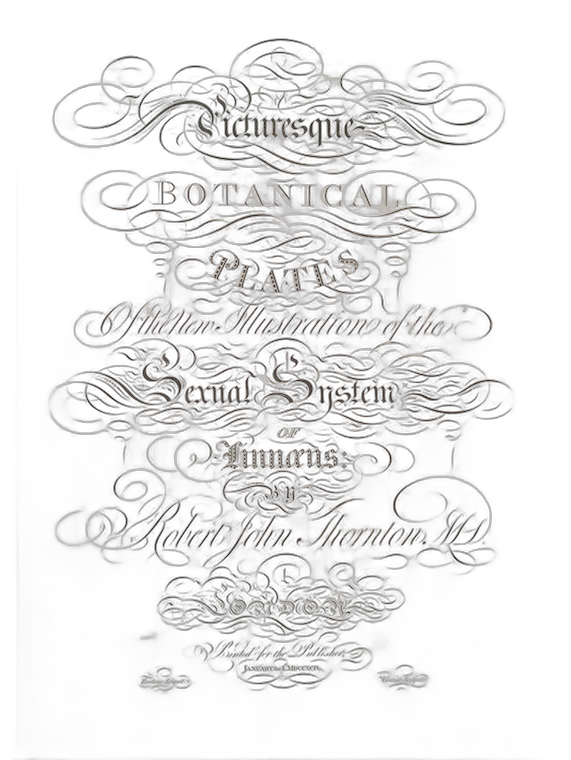 Picturesque
BOTANICAL
PLATES
Of the New Illustration of the
Sexual System
OF
Linnæus:
By
Robert John Thornton, M.D.
LONDON.
Printed for the Publisher,